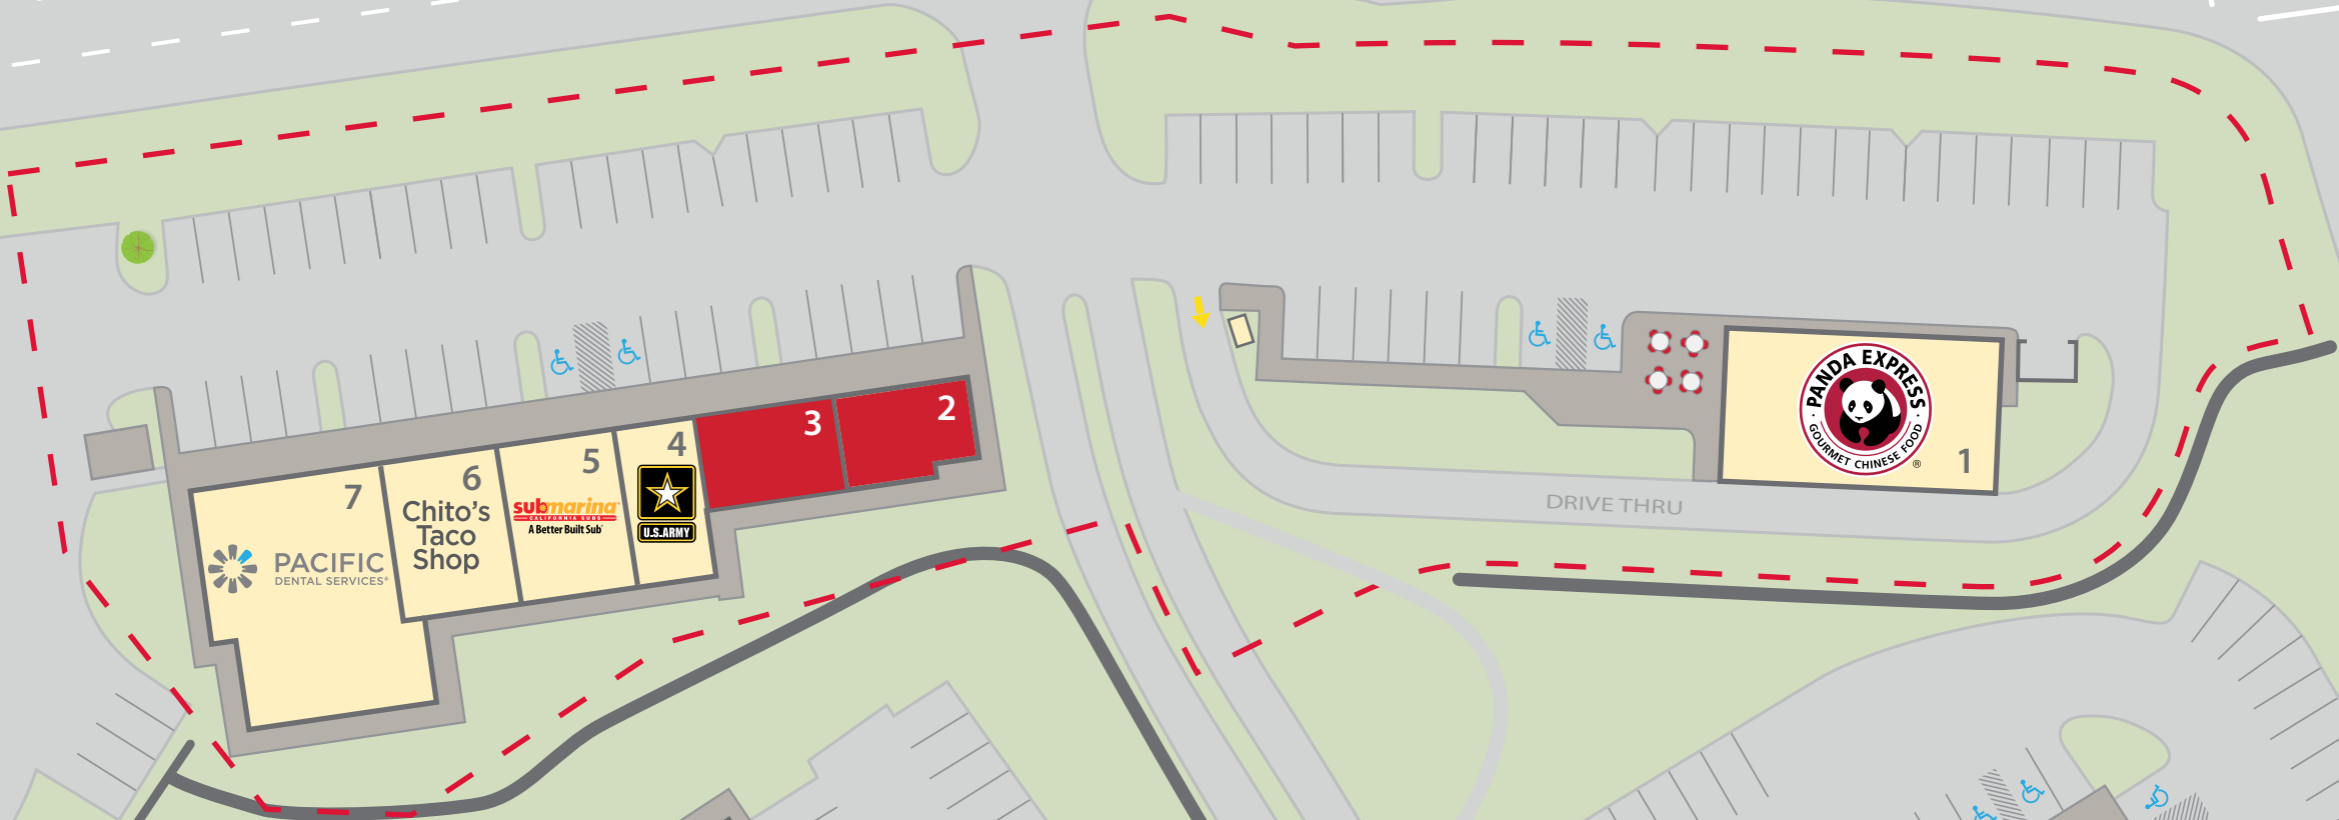 PANDA EXPRESS
GOURMET CHINESE FOOD
®
1
2
3
4
U.S.ARMY
5
submarina
CALIFORNIA SUBS
A Better Built Sub
6
Chito's
Taco
Shop
7
PACIFIC
DENTAL SERVICES®
DRIVE THRU